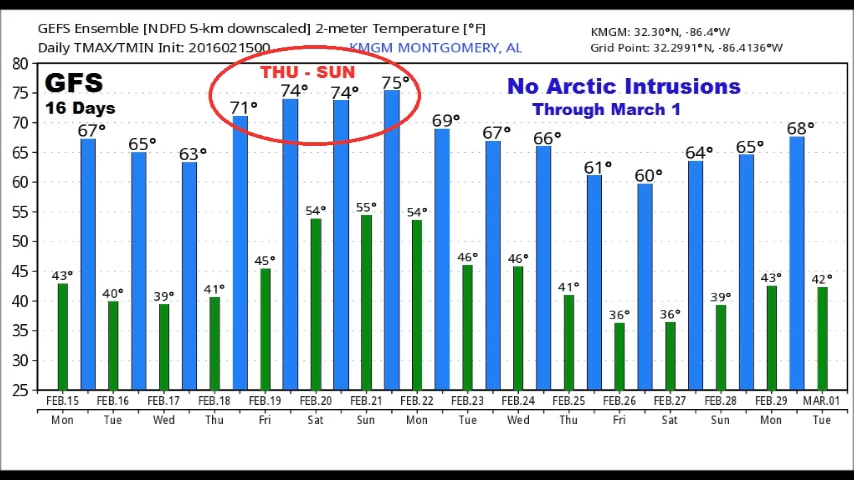 GEFS Ensemble [NDFD 5-km downscaled] 2-meter Temperature [°F]
Daily TMAX/TMIN Init: 2016021500
KMGM MONTGOMERY, AL
KMGM: 32.30°N, -86.4°W
Grid Point: 32.2991°N, -86.4136°W
GFS
16 Days
THU - SUN
No Arctic Intrusions
Through March 1
80
75
70
65
60
55
50
45
40
35
30
25
67° 65° 63° 71° 74° 74° 75° 69° 67° 66° 61° 60° 64° 65° 68°
43° 40° 39° 41° 45° 54° 55° 54° 46° 46° 41° 36° 36° 39° 43° 42°
FEB.15 FEB.16 FEB.17 FEB.18 FEB.19 FEB.20 FEB.21 FEB.22 FEB.23 FEB.24 FEB.25 FEB.26 FEB.27 FEB.28 FEB.29 MAR.01
Mon Tue Wed Thu Fri Sat Sun Mon Tue Wed Thu Fri Sat Sun Mon Tue